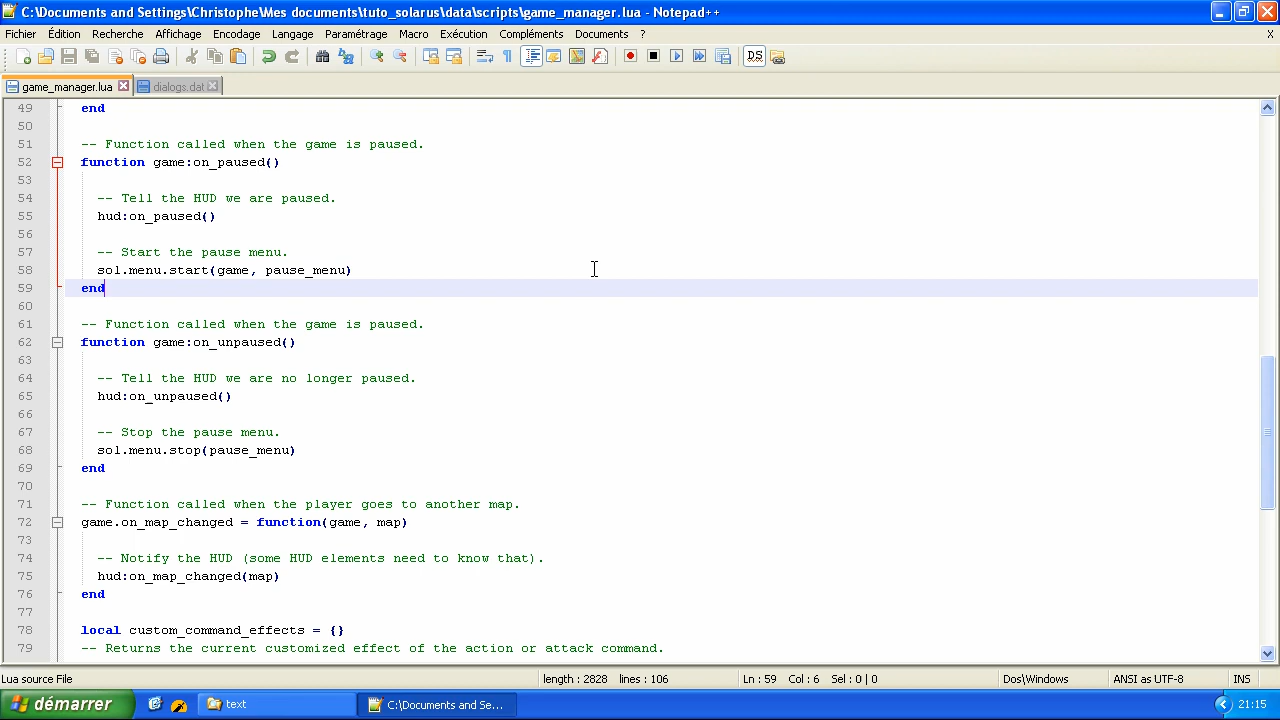 C:\Documents and Settings\Christophe\Mes documents\tuto_solarus\data\scripts\game_manager.lua - Notepad++
Fichier Édition Recherche Affichage Encodage Langage Paramétrage Macro Exécution Compléments Documents ? X
game_manager.lua dialogs.dat
49 end
50
51 -- Function called when the game is paused.
52 function game:on_paused()
53
54 -- Tell the HUD we are paused.
55 hud:on_paused()
56
57 -- Start the pause menu.
58 sol.menu.start(game, pause_menu)
59 end
60
61 -- Function called when the game is paused.
62 function game:on_unpaused()
63
64 -- Tell the HUD we are no longer paused.
65 hud:on_unpaused()
66
67 -- Stop the pause menu.
68 sol.menu.stop(pause_menu)
69 end
70
71 -- Function called when the player goes to another map.
72 game.on_map_changed = function(game, map)
73
74 -- Notify the HUD (some HUD elements need to know that).
75 hud:on_map_changed(map)
76 end
77
78 local custom_command_effects = {}
79 -- Returns the current customized effect of the action or attack command.
Lua source File length : 2828 lines : 106 Ln : 59 Col : 6 Sel : 0 | 0 Dos\Windows ANSI as UTF-8 INS
démarrer text C:\Documents and Se... 21:15